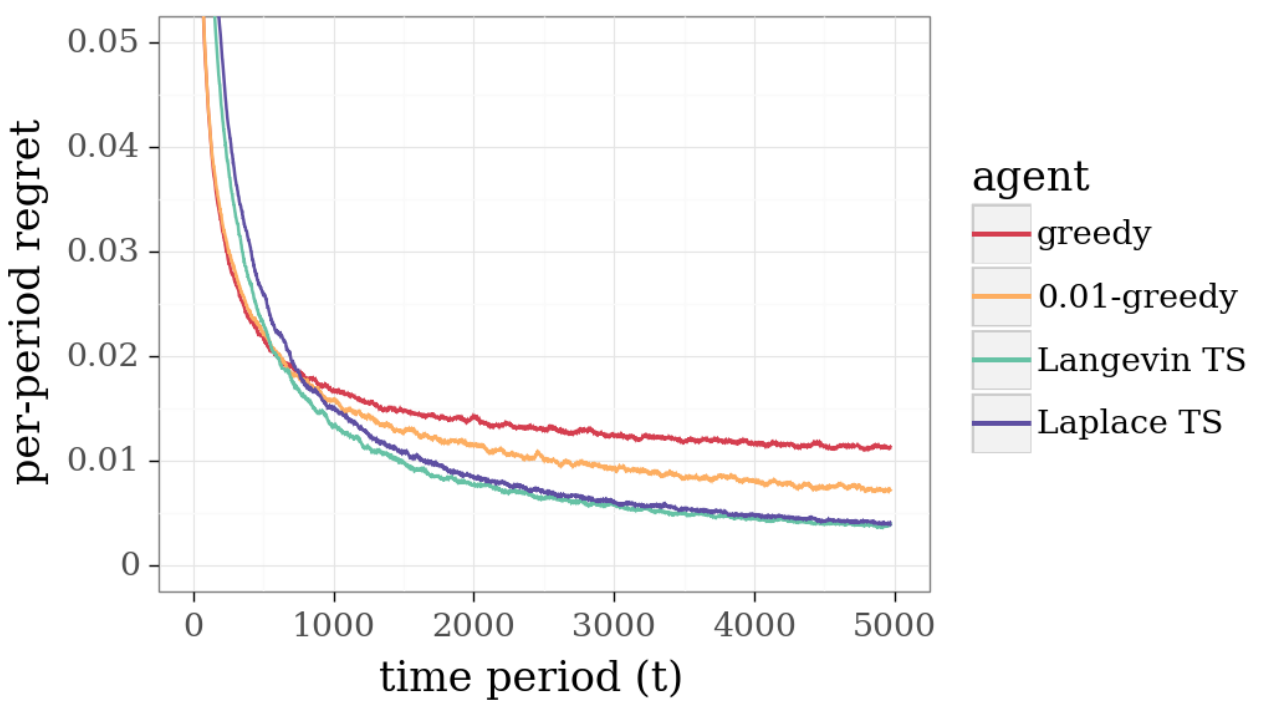 0.05
0.04
0.03
0.02
0.01
0
per-period regret
0 1000 2000 3000 4000 5000
time period (t)
agent
greedy
0.01-greedy
Langevin TS
Laplace TS